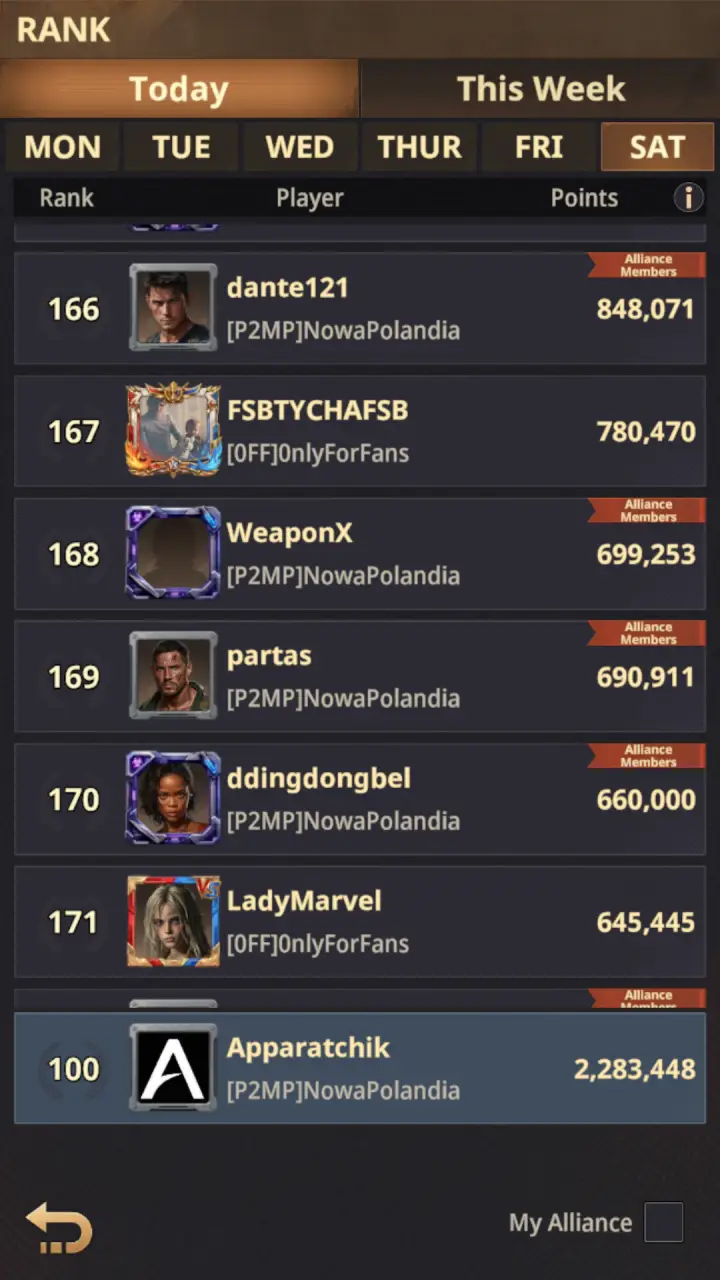 RANK
Today
This Week
MON
TUE
WED
THUR
FRI
SAT
Rank
Player
Points
i
166
dante121
[P2MP]NowaPolandia
Alliance
Members
848,071
167
FSBTYCHAFSB
[0FF]0nlyForFans
780,470
168
WeaponX
[P2MP]NowaPolandia
Alliance
Members
699,253
169
partas
[P2MP]NowaPolandia
Alliance
Members
690,911
170
ddingdongbel
[P2MP]NowaPolandia
Alliance
Members
660,000
171
VS
LadyMarvel
[0FF]0nlyForFans
645,445
Alliance
Members
100
A
Apparatchik
[P2MP]NowaPolandia
2,283,448
My Alliance